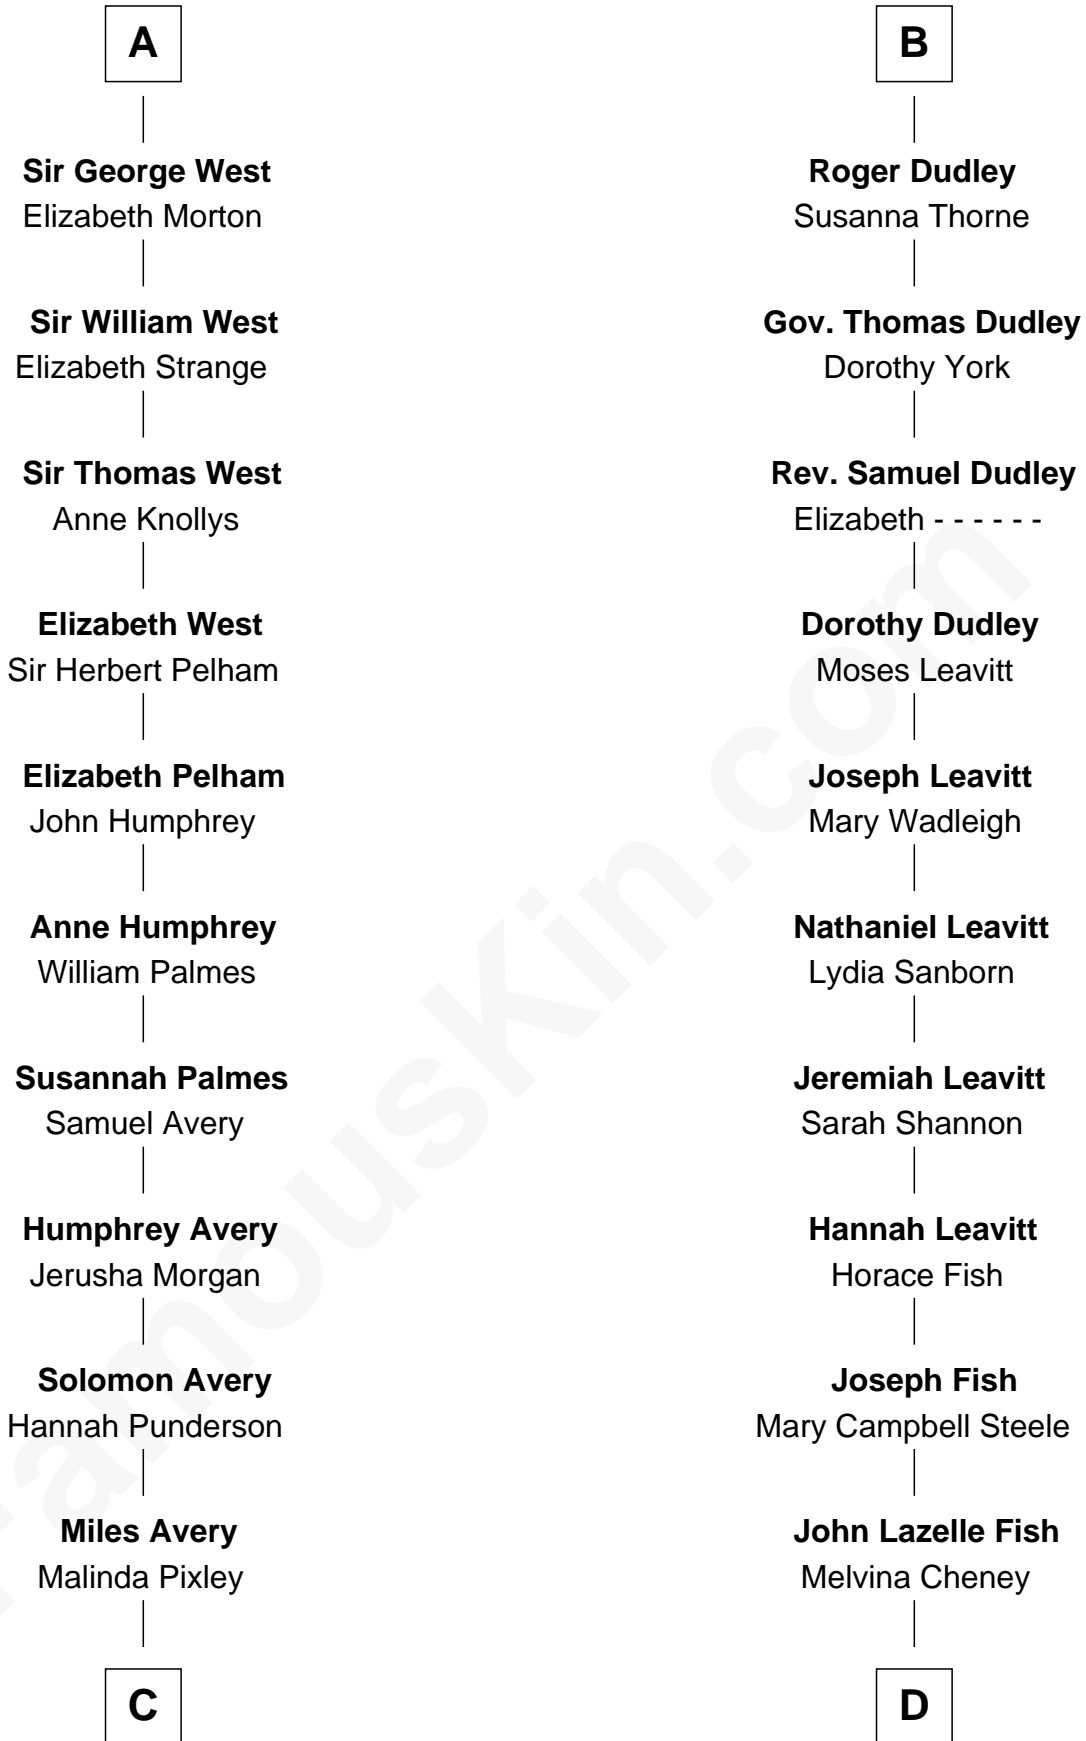 A
Sir George West
Elizabeth Morton
Sir William West
Elizabeth Strange
Sir Thomas West
Anne Knollys
Elizabeth West
Sir Herbert Pelham
Elizabeth Pelham
John Humphrey
Anne Humphrey
William Palmes
Susannah Palmes
Samuel Avery
Humphrey Avery
Jerusha Morgan
Solomon Avery
Hannah Punderson
Miles Avery
Malinda Pixley
C
B
Roger Dudley
Susanna Thorne
Gov. Thomas Dudley
Dorothy York
Rev. Samuel Dudley
Elizabeth - - - - - -
Dorothy Dudley
Moses Leavitt
Joseph Leavitt
Mary Wadleigh
Nathaniel Leavitt
Lydia Sanborn
Jeremiah Leavitt
Sarah Shannon
Hannah Leavitt
Horace Fish
Joseph Fish
Mary Campbell Steele
John Lazelle Fish
Melvina Cheney
D
FamousKin.com